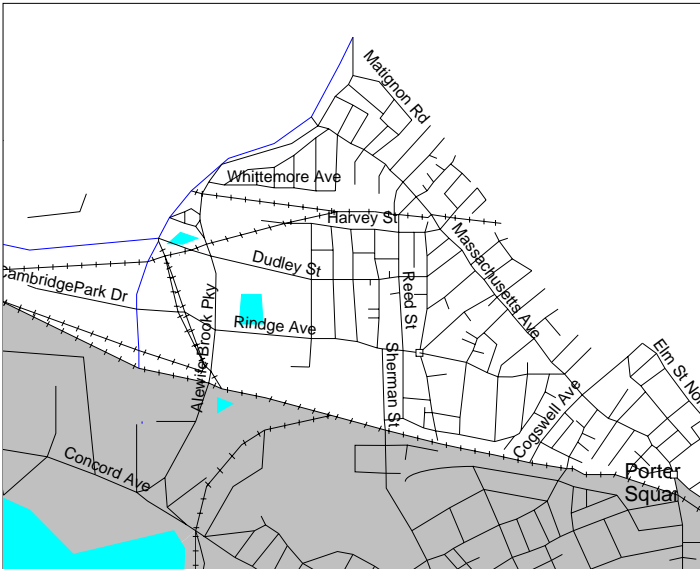 Matignon Rd
Whittemore Ave
Harvey St
Massachusetts Ave
Dudley St
CambridgePark Dr
Reed St
Alewife Brook Pky
Rindge Ave
Sherman St
Elm St Nor
Cogswell Ave
Concord Ave
Porter
Squar